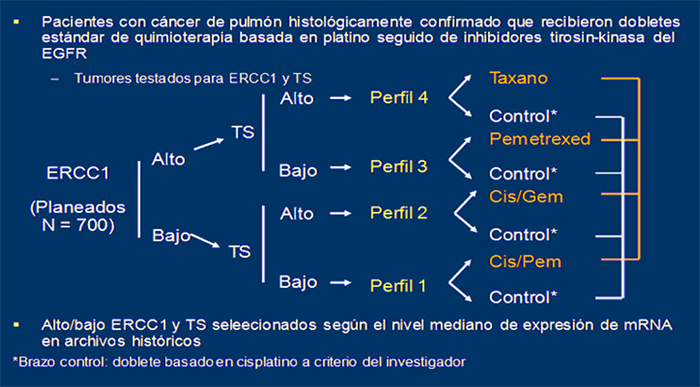 Pacientes con cáncer de pulmón histológicamente confirmado que recibieron dobletes
estándar de quimioterapia basada en platino seguido de inhibidores tirosin-kinasa del
EGFR
– Tumores testados para ERCC1 y TS
Alto
Perfil 4
Taxano
Control*
TS
Alto
Bajo
Perfil 3
Pemetrexed
Control*
ERCC1
(Planeados
N = 700)
Bajo
TS
Alto
Perfil 2
Cis/Gem
Control*
Bajo
Perfil 1
Cis/Pem
Control*
Alto/bajo ERCC1 y TS seleecionados según el nivel mediano de expresión de mRNA
en archivos históricos
*Brazo control: doblete basado en cisplatino a criterio del investigador